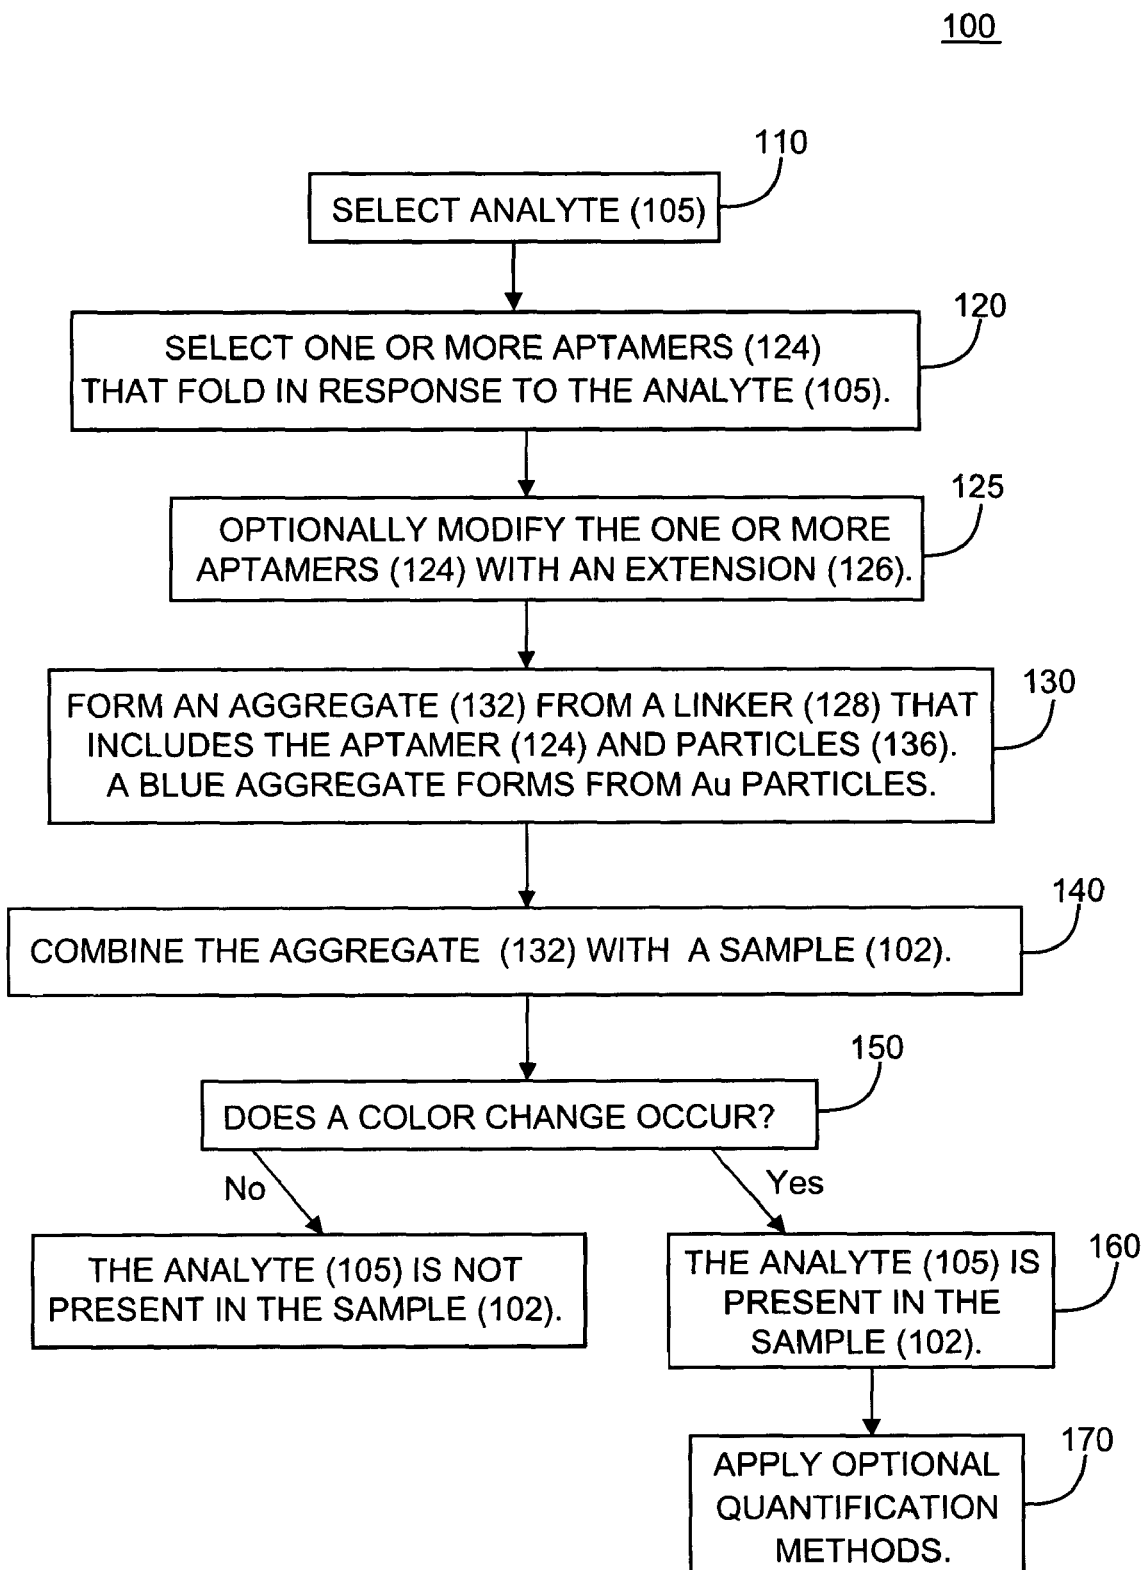 100
110
SELECT ANALYTE (105)
120
SELECT ONE OR MORE APTAMERS (124)
THAT FOLD IN RESPONSE TO THE ANALYTE (105).
125
OPTIONALLY MODIFY THE ONE OR MORE
APTAMERS (124) WITH AN EXTENSION (126).
130
FORM AN AGGREGATE (132) FROM A LINKER (128) THAT
INCLUDES THE APTAMER (124) AND PARTICLES (136).
A BLUE AGGREGATE FORMS FROM Au PARTICLES.
140
COMBINE THE AGGREGATE (132) WITH A SAMPLE (102).
150
DOES A COLOR CHANGE OCCUR?
No
Yes
THE ANALYTE (105) IS NOT
PRESENT IN THE SAMPLE (102).
160
THE ANALYTE (105) IS
PRESENT IN THE
SAMPLE (102).
170
APPLY OPTIONAL
QUANTIFICATION
METHODS.